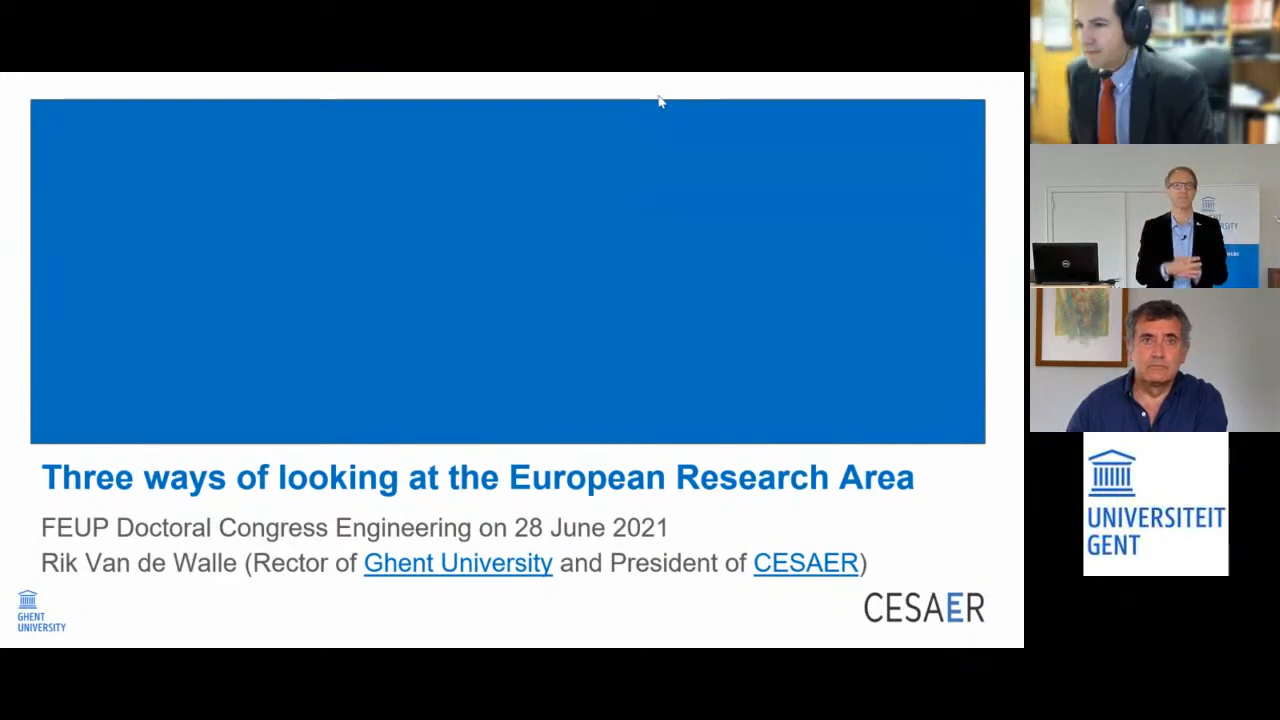 Three ways of looking at the European Research Area
FEUP Doctoral Congress Engineering on 28 June 2021
Rik Van de Walle (Rector of Ghent University and President of CESAER)
GHENT
UNIVERSITY
CESAER
UNIVERSITEIT
GENT